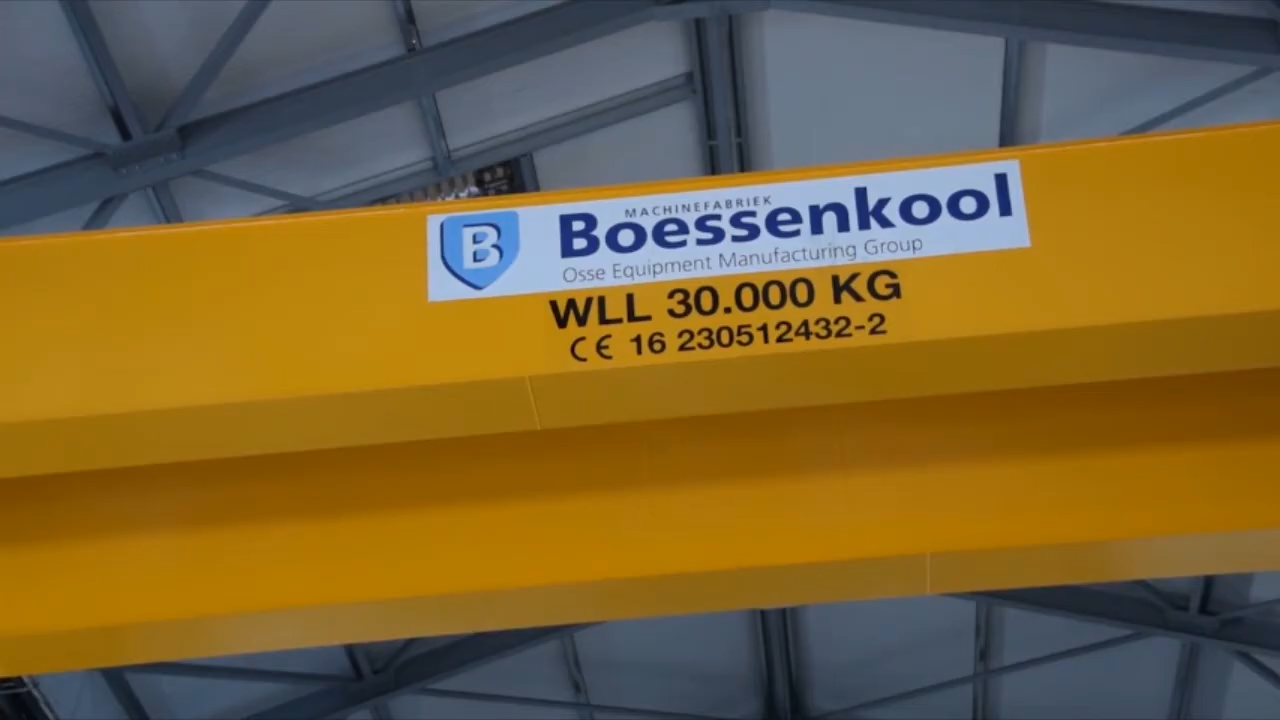 B
MACHINEFABRIEK
Boessenkool
Osse Equipment Manufacturing Group
WLL 30.000 KG
CE 16 230512432-2